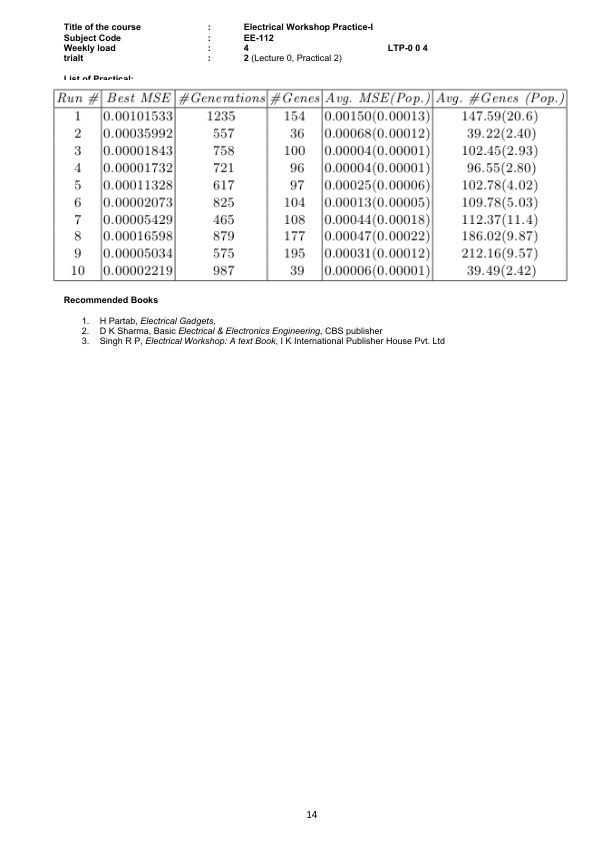 Title of the course : Electrical Workshop Practice-I
Subject Code : EE-112
Weekly load : 4 LTP-0 0 4
trialt : 2 (Lecture 0, Practical 2)
List of Practical:
Run # Best MSE #Generations #Genes Avg. MSE(Pop.) Avg. #Genes (Pop.)
1 0.00101533 1235 154 0.00150(0.00013) 147.59(20.6)
2 0.00035992 557 36 0.00068(0.00012) 39.22(2.40)
3 0.00001843 758 100 0.00004(0.00001) 102.45(2.93)
4 0.00001732 721 96 0.00004(0.00001) 96.55(2.80)
5 0.00011328 617 97 0.00025(0.00006) 102.78(4.02)
6 0.00002073 825 104 0.00013(0.00005) 109.78(5.03)
7 0.00005429 465 108 0.00044(0.00018) 112.37(11.4)
8 0.00016598 879 177 0.00047(0.00022) 186.02(9.87)
9 0.00005034 575 195 0.00031(0.00012) 212.16(9.57)
10 0.00002219 987 39 0.00006(0.00001) 39.49(2.42)
Recommended Books
1. H Partab, Electrical Gadgets,
2. D K Sharma, Basic Electrical & Electronics Engineering, CBS publisher
3. Singh R P, Electrical Workshop: A text Book, I K International Publisher House Pvt. Ltd
14